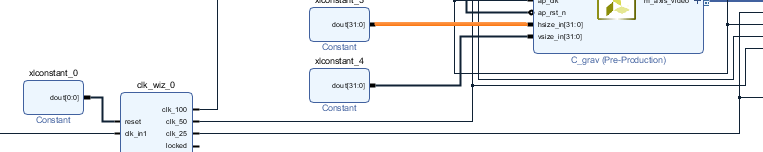 xlconstant_3
ap_clk
m_axis_video
ap_rst_n
dout[31:0]
hsize_in[31:0]
vsize_in[31:0]
Constant
xlconstant_4
C_grav (Pre-Production)
xlconstant_0
dout[31:0]
clk_wiz_0
dout[0:0]
clk_100
Constant
Constant
reset
clk_50
clk_in1
clk_25
locked